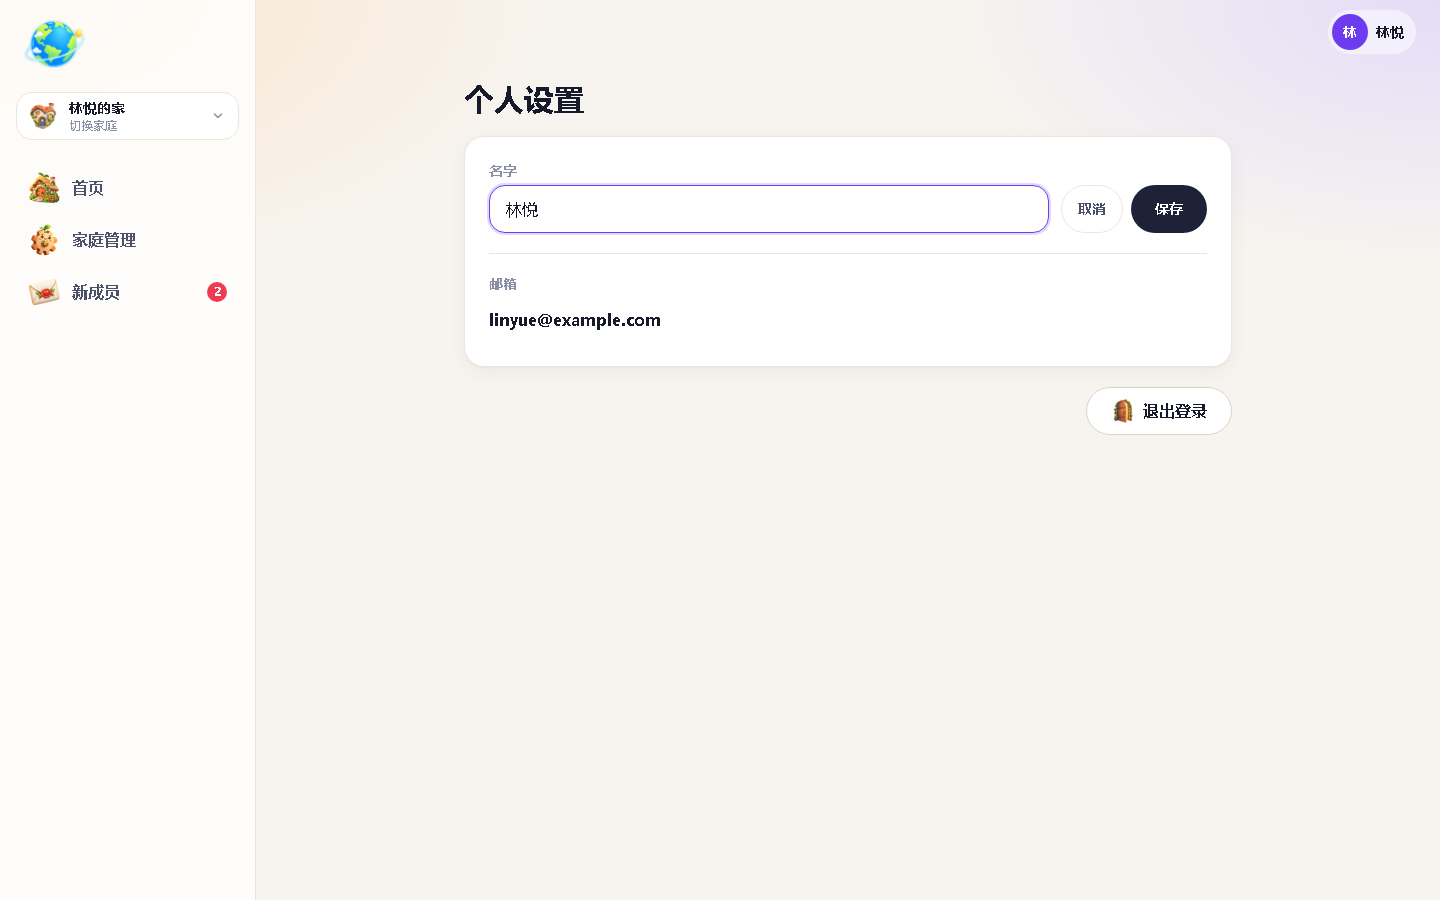 林悦的家
切换家庭
首页
家庭管理
新成员
2
林
林悦
个人设置
名字
林悦
取消
保存
邮箱
linyue@example.com
退出登录